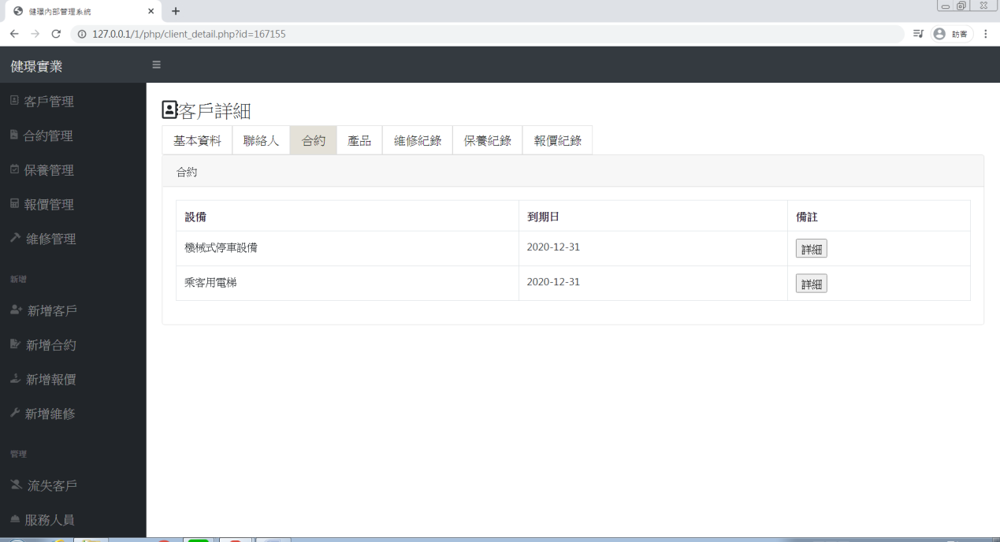 健璟內部管理系統
127.0.0.1/1/php/client_detail.php?id=167155
訪客
健璟實業
客戶管理
合約管理
保養管理
報價管理
維修管理
新增
新增客戶
新增合約
新增報價
新增維修
管理
流失客戶
服務人員
客戶詳細
基本資料 聯絡人 合約 產品 維修紀錄 保養紀錄 報價紀錄
合約
設備 到期日 備註
機械式停車設備 2020-12-31 詳細
乘客用電梯 2020-12-31 詳細